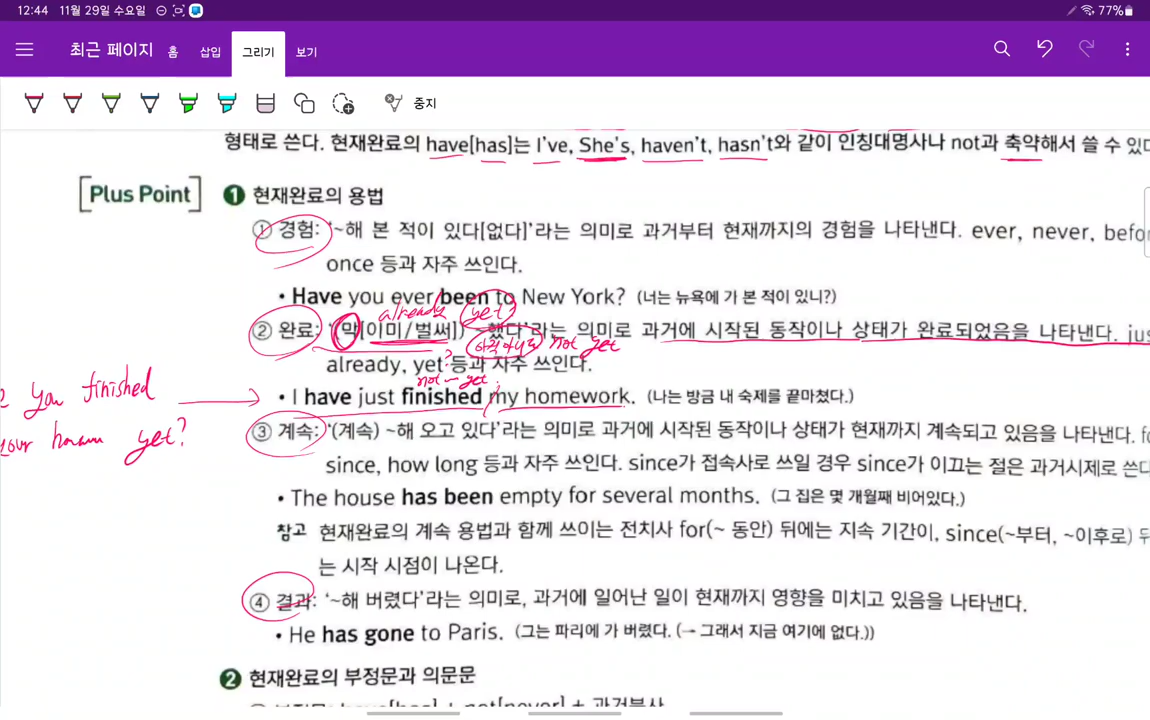 12:44 11월 29일 수요일 77%
최근 페이지 홈 삽입 그리기 보기
중지
형태로 쓴다. 현재완료의 have[has]는 I've, She's, haven't, hasn't와 같이 인칭대명사나 not과 축약해서 쓸 수 있
Plus Point
1 현재완료의 용법
① 경험: '~해 본 적이 있다[없다]'라는 의미로 과거부터 현재까지의 경험을 나타낸다. ever, never, befo
once 등과 자주 쓰인다.
• Have you ever been to New York? (너는 뉴욕에 가 본 적이 있니?)
already yet?
② 완료: '막[이미/벌써] ~했다'라는 의미로 과거에 시작된 동작이나 상태가 완료되었음을 나타낸다. jus
not yet
already, yet 등과 자주 쓰인다.
not yet.
you finished
• I have just finished my homework. (나는 방금 내 숙제를 끝마쳤다.)
yet?
③ 계속: '(계속) ~해 오고 있다'라는 의미로 과거에 시작된 동작이나 상태가 현재까지 계속되고 있음을 나타낸다. fo
since, how long 등과 자주 쓰인다. since가 접속사로 쓰일 경우 since가 이끄는 절은 과거시제로 쓴다
• The house has been empty for several months. (그 집은 몇 개월째 비어있다.)
참고 현재완료의 계속 용법과 함께 쓰이는 전치사 for(~ 동안) 뒤에는 지속 기간이, since(~부터, ~이후로) 뒤
는 시작 시점이 나온다.
④ 결과: '~해 버렸다'라는 의미로, 과거에 일어난 일이 현재까지 영향을 미치고 있음을 나타낸다.
• He has gone to Paris. (그는 파리에 가 버렸다. (→ 그래서 지금 여기에 없다.))
2 현재완료의 부정문과 의문문